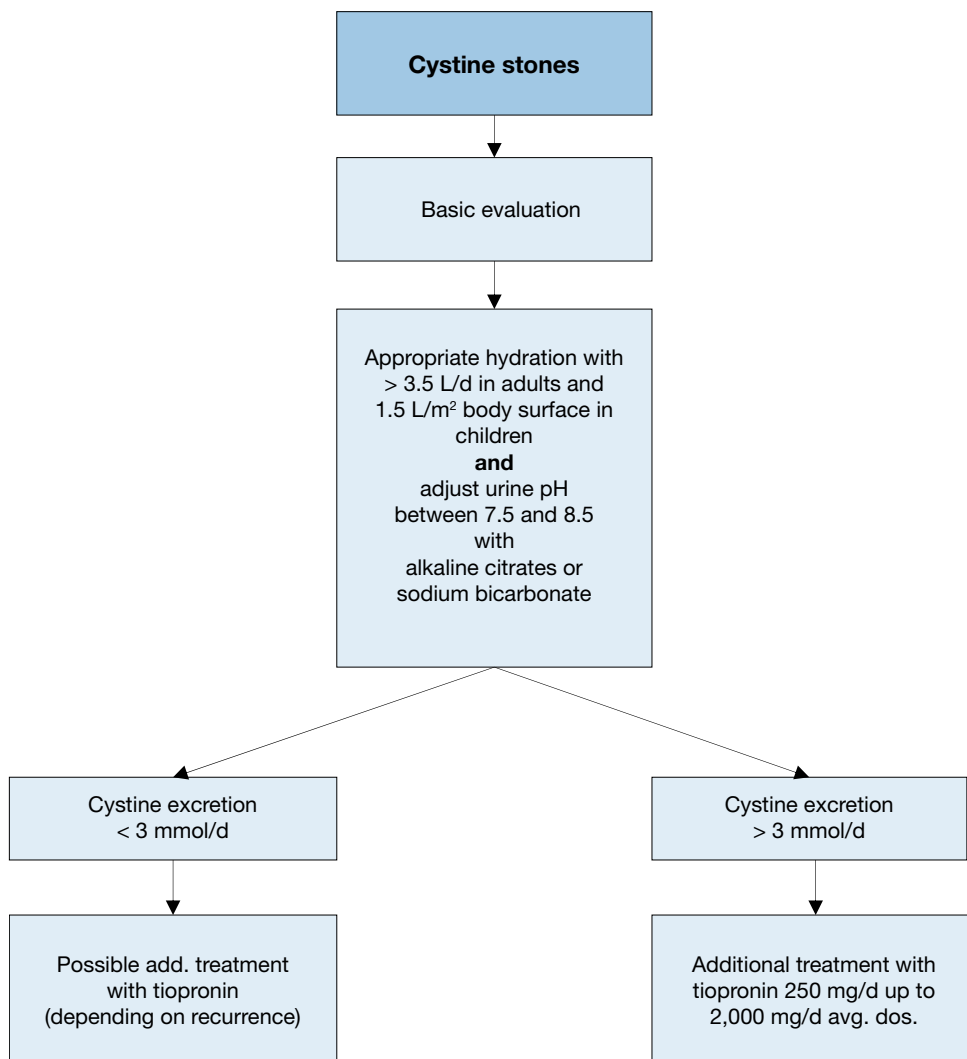 Cystine stones
Basic evaluation
Appropriate hydration with
> 3.5 L/d in adults and
1.5 L/m² body surface in
children
and
adjust urine pH
between 7.5 and 8.5
with
alkaline citrates or
sodium bicarbonate
Cystine excretion
< 3 mmol/d
Cystine excretion
> 3 mmol/d
Possible add. treatment
with tiopronin
(depending on recurrence)
Additional treatment with
tiopronin 250 mg/d up to
2,000 mg/d avg. dos.